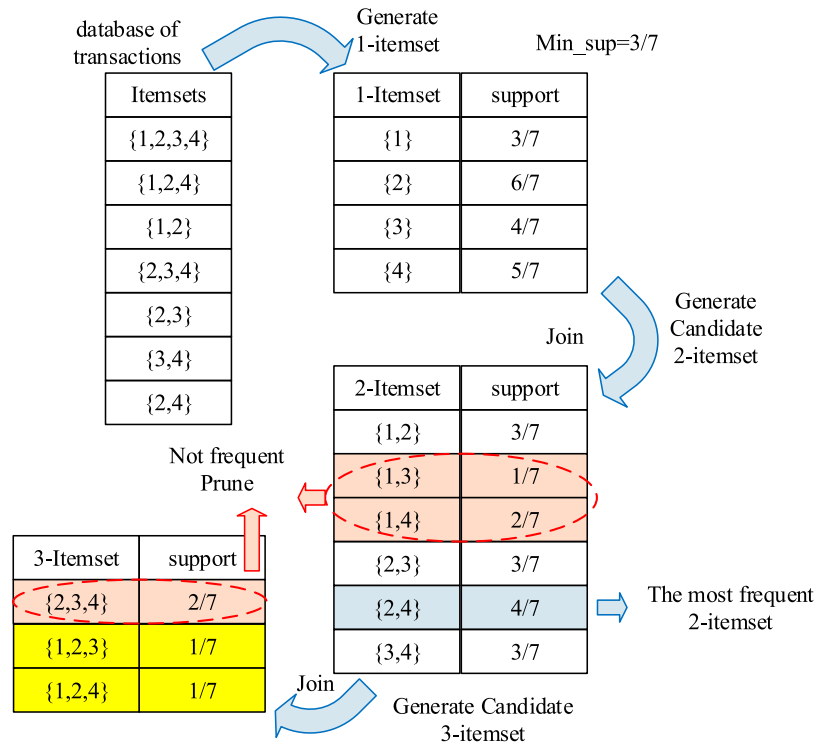 database of
transactions
Generate
1-itemset
Min_sup=3/7
Itemsets
{1,2,3,4}
{1,2,4}
{1,2}
{2,3,4}
{2,3}
{3,4}
{2,4}
1-Itemset support
{1} 3/7
{2} 6/7
{3} 4/7
{4} 5/7
Generate
Candidate
2-itemset
Join
2-Itemset support
{1,2} 3/7
{1,3} 1/7
{1,4} 2/7
{2,3} 3/7
{2,4} 4/7
{3,4} 3/7
Not frequent
Prune
The most frequent
2-itemset
3-Itemset support
{2,3,4} 2/7
{1,2,3} 1/7
{1,2,4} 1/7
Join
Generate Candidate
3-itemset